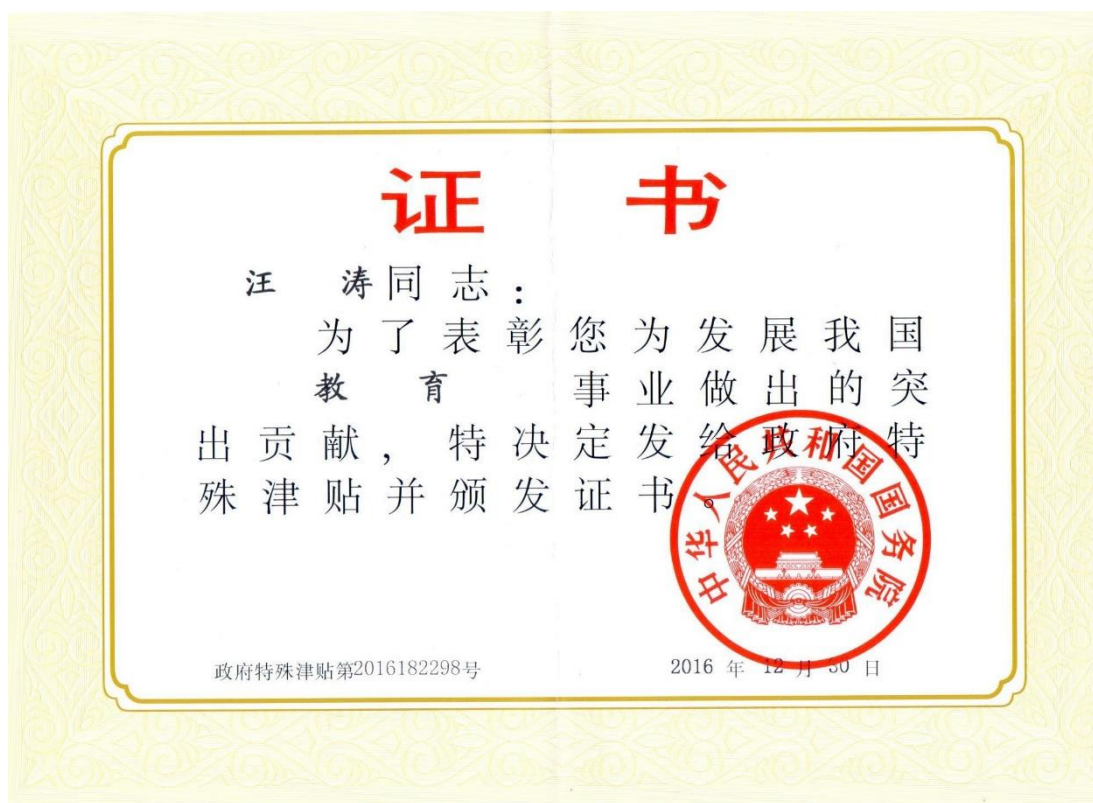 证 书
汪 涛同志：
为了表彰您为发展我国
教 育 事业做出的突
出贡献，特决定发给政府特
殊津贴并颁发证书。
中华人民共和国国务院
政府特殊津贴第2016182298号
2016 年 12 月 30 日